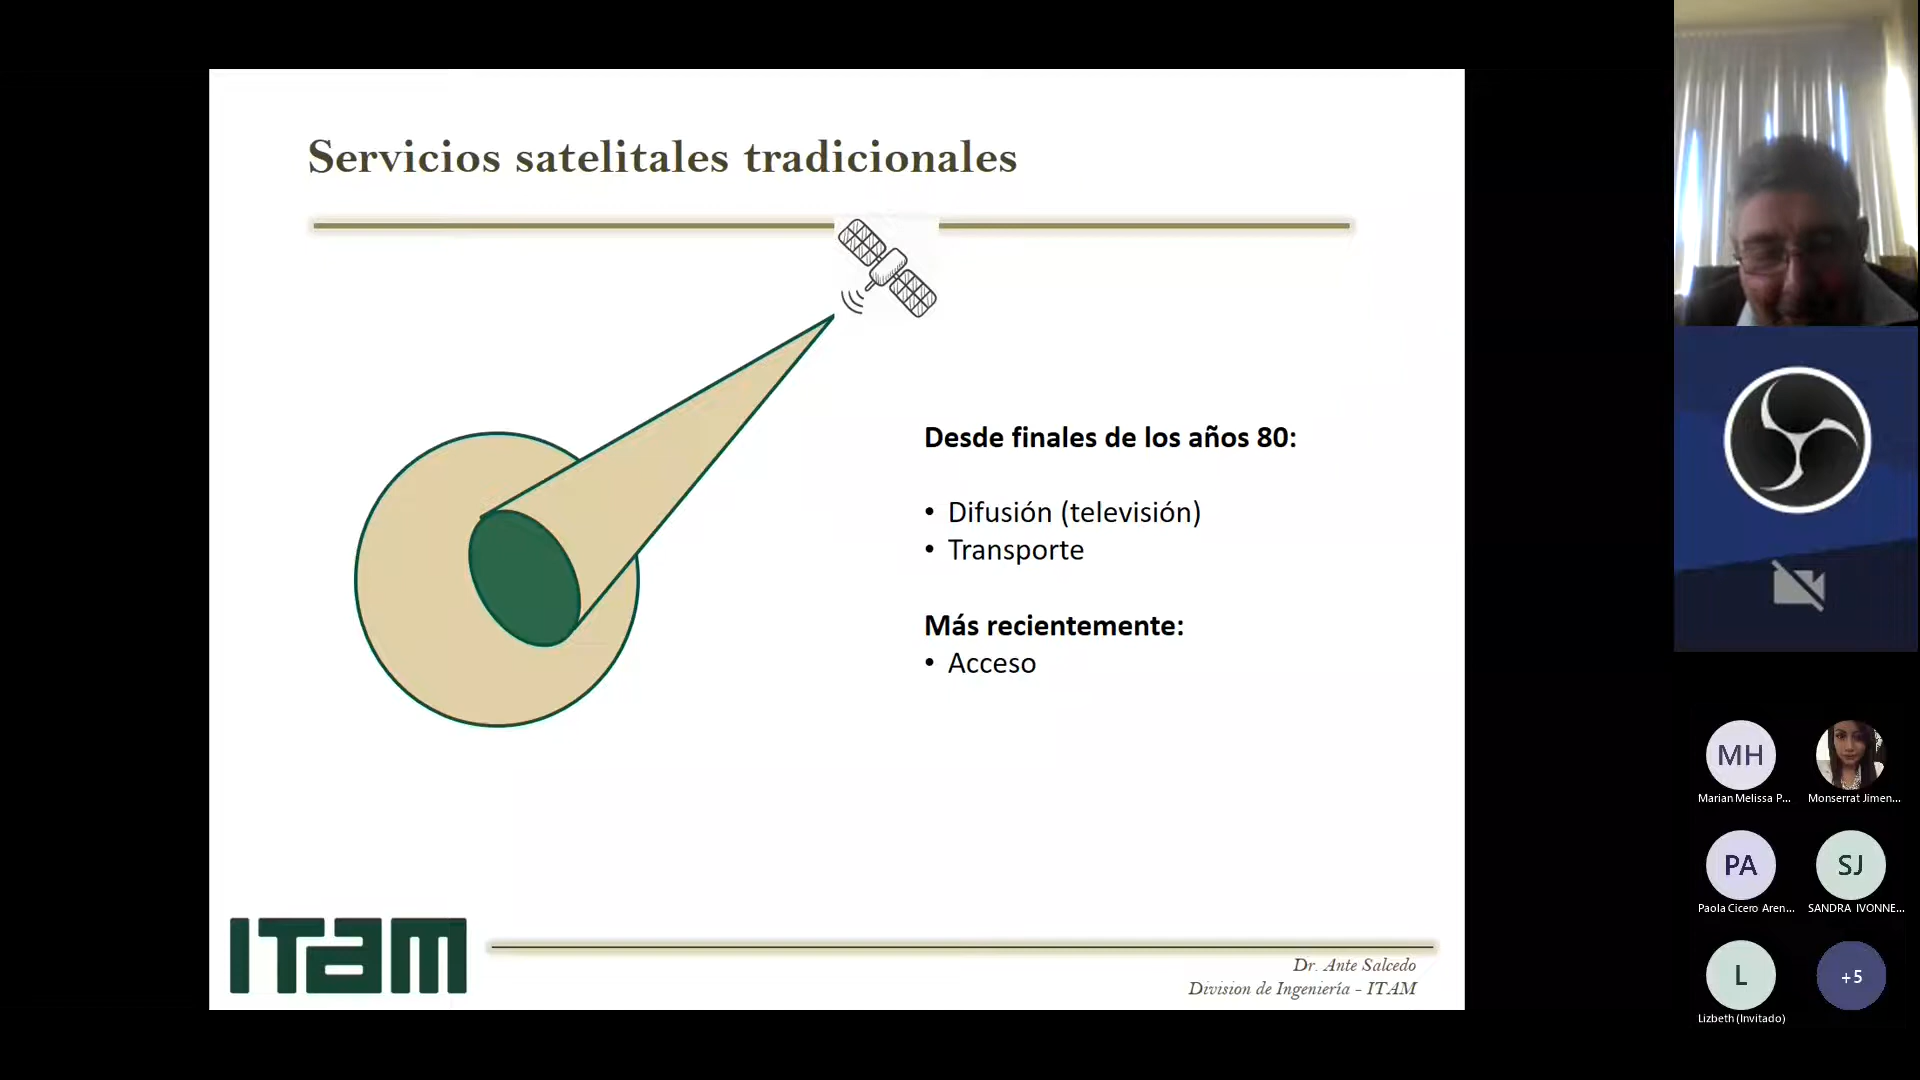 Servicios satelitales tradicionales
Desde finales de los años 80:
• Difusión (televisión)
• Transporte
Más recientemente:
• Acceso
ITAM
Dr. Ante Salcedo
Division de Ingeniería - ITAM
MH
Marian Melissa P...
Monserrat Jimen...
PA
Paola Cicero Aren...
SJ
SANDRA IVONNE...
L
Lizbeth (Invitado)
+5